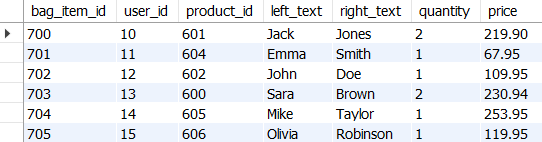 bag_item_id user_id product_id left_text right_text quantity price
700 10 601 Jack Jones 2 219.90
701 11 604 Emma Smith 1 67.95
702 12 602 John Doe 1 109.95
703 13 600 Sara Brown 2 230.94
704 14 605 Mike Taylor 1 253.95
705 15 606 Olivia Robinson 1 119.95